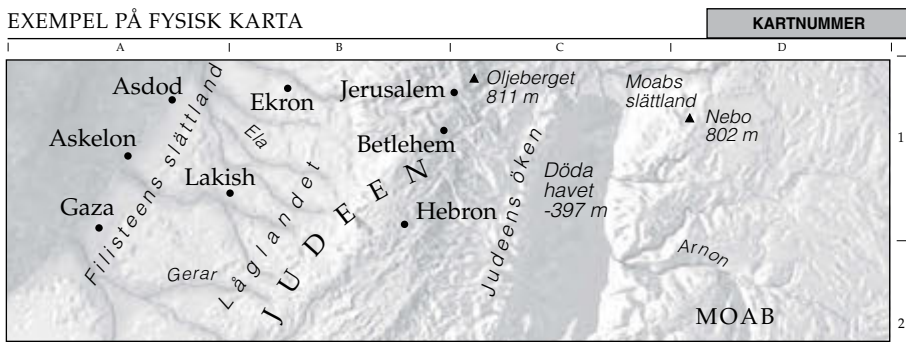 EXEMPEL PÅ FYSISK KARTA
KARTNUMMER
A B C D
Asdod
Ekron
Jerusalem
Oljeberget
811 m
Moabs
slättland
Nebo
802 m
1
Askelon
Ela
Betlehem
Lakish
Gaza
Filisteens slättland
Låglandet
JUDEEN
Hebron
Judeens öken
Döda
havet
-397 m
Gerar
Arnon
MOAB
2